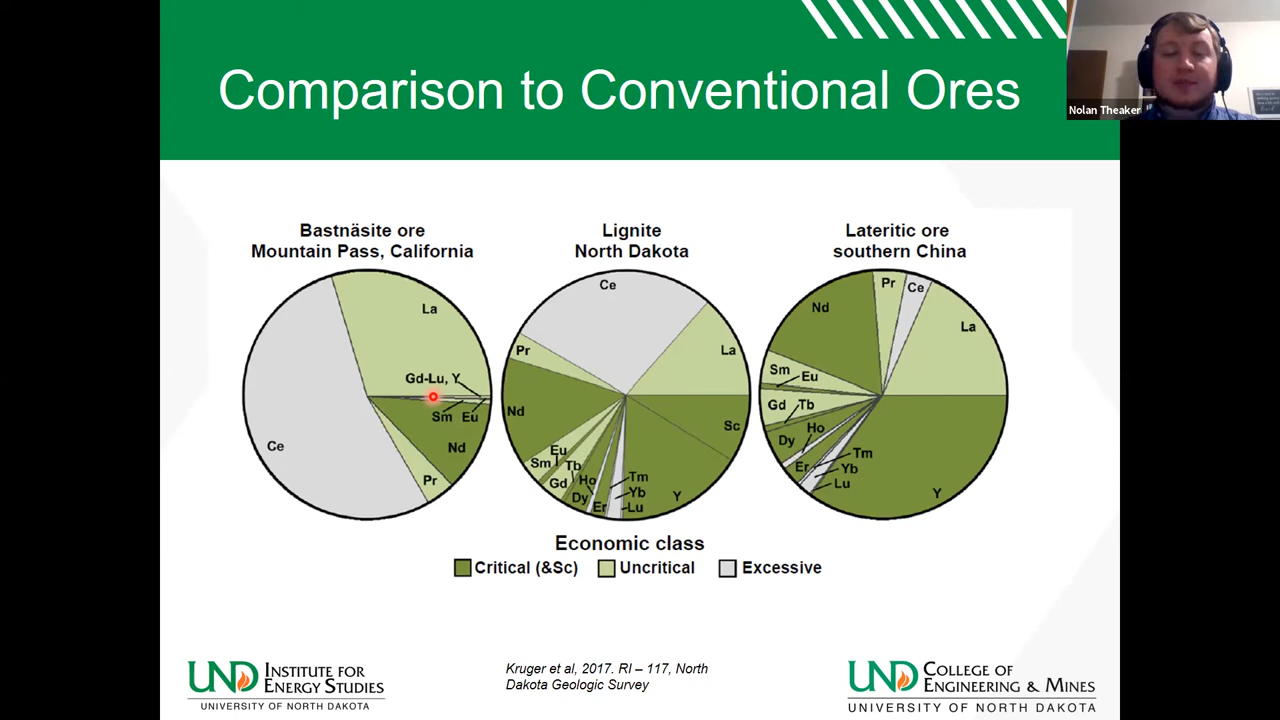 Comparison to Conventional Ores
Nolan Theaker
Bastnäsite ore
Mountain Pass, California
La
Gd-Lu, Y
Sm
Eu
Nd
Pr
Ce
Lignite
North Dakota
Ce
La
Pr
Nd
Sc
Eu
Sm
Tb
Gd
Ho
Dy
Er
Tm
Yb
Lu
Y
Lateritic ore
southern China
Pr
Ce
Nd
La
Sm
Eu
Gd
Tb
Ho
Dy
Er
Tm
Yb
Lu
Y
Economic class
Critical (&Sc)
Uncritical
Excessive
UND INSTITUTE FOR
ENERGY STUDIES
UNIVERSITY OF NORTH DAKOTA
Kruger et al, 2017. RI – 117, North
Dakota Geologic Survey
UND COLLEGE OF
ENGINEERING & MINES
UNIVERSITY OF NORTH DAKOTA